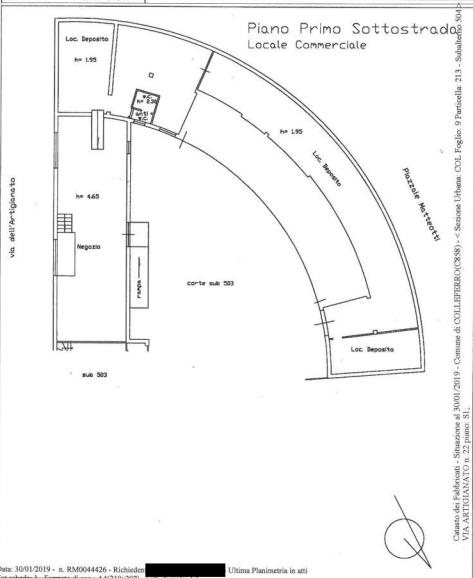 Piano Primo Sottostrada
Locale Commerciale
Loc. Deposito
h= 1.95
w.c.
h= 2.30
anti
w.c.
h= 1.95
Loc. Deposito
Piazzale Matteotti
via dell'Artigianato
h= 4.65
Negozio
rampa
corte sub 503
Loc. Deposito
sub 503
Catasto dei Fabbricati - Situazione al 30/01/2019 - Comune di COLLEFERRO(C858) - < Sezione Urbana: COL Foglio: 9 Particella: 213 - Subalterno 504 >
VIA ARTIGIANATO n. 22 piano: S1;
Data: 30/01/2019 - n. RM0044426 - Richieden
Ultima Planimetria in atti